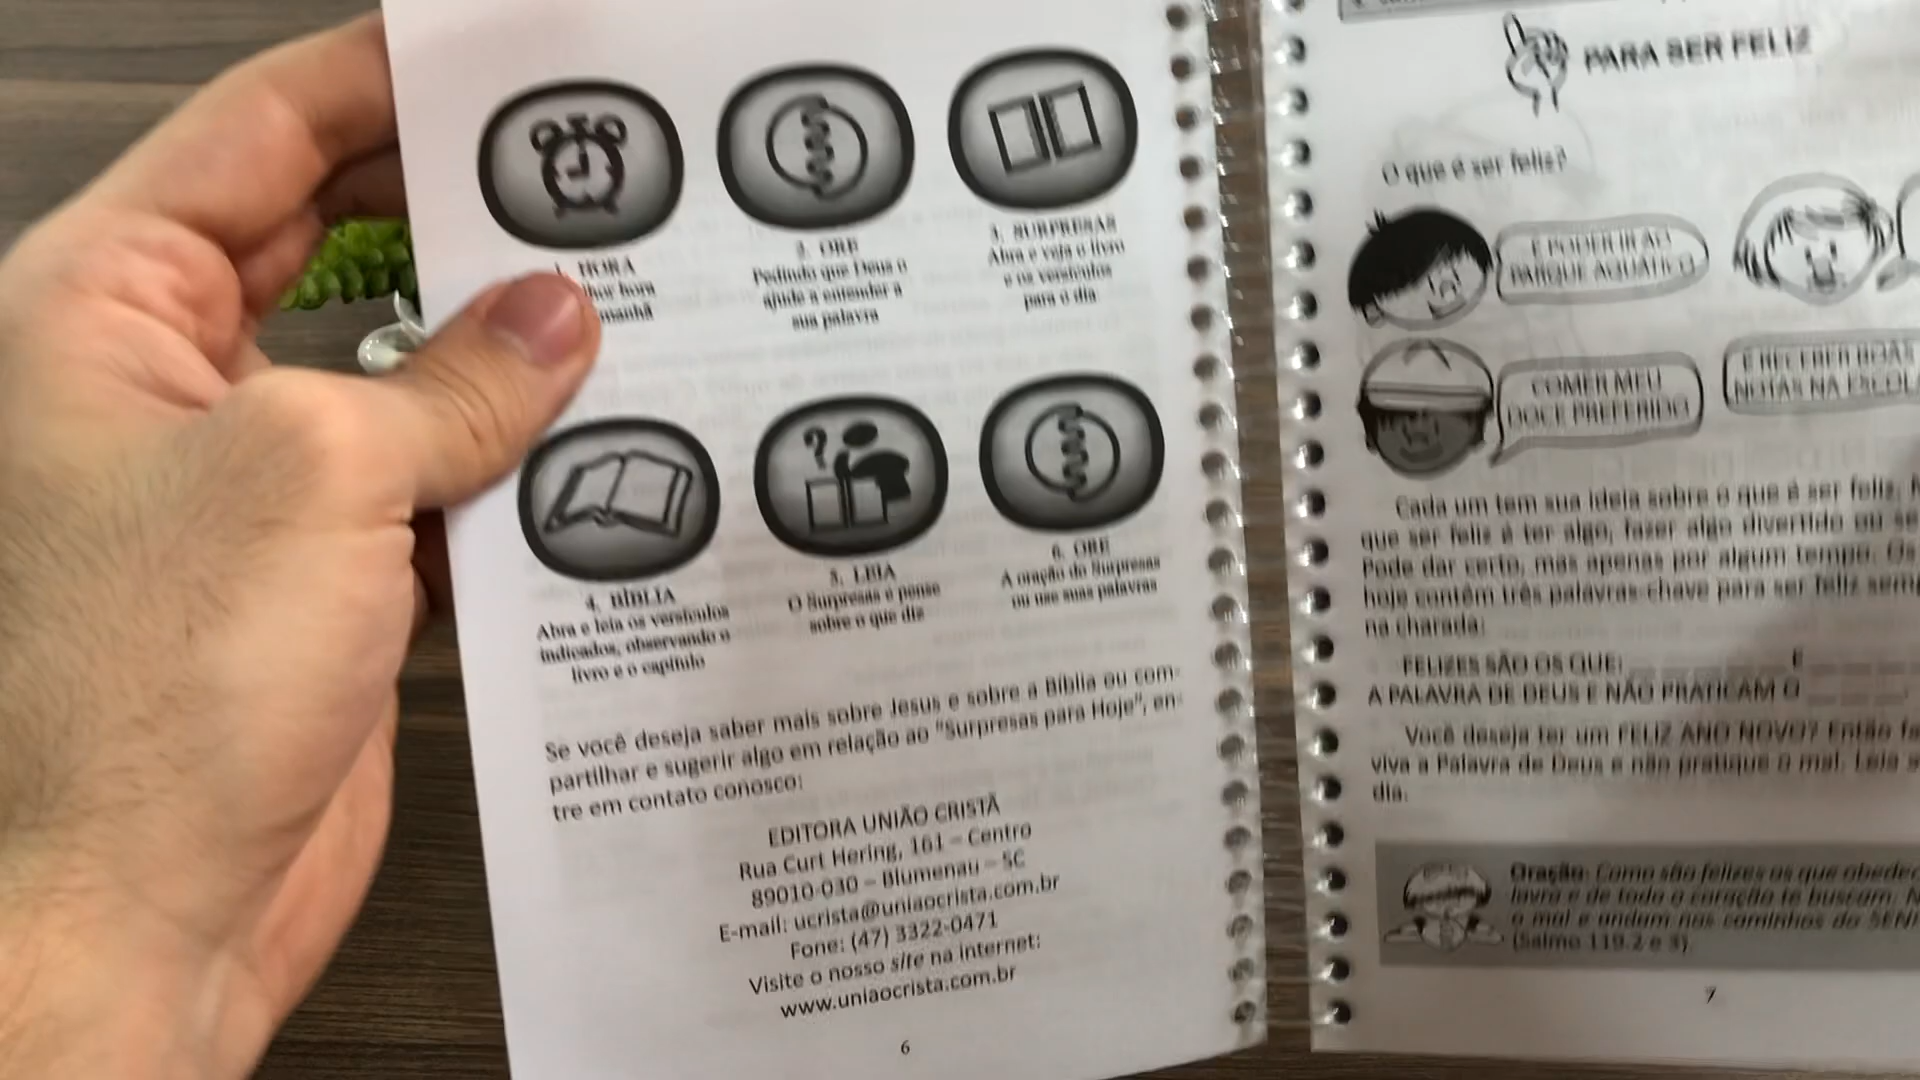 1. HORA
hor hora
manhã
2. ORE
Pedindo que Deus o
ajude a entender a
sua palavra
3. SURPRESAS
Abra e veja o livro
e os versículos
para o dia
4. BÍBLIA
Abra e leia os versículos
indicados, observando o
livro e o capítulo
5. LEIA
O Surpresas e pense
sobre o que diz
6. ORE
A oração do Surpresas
ou use suas palavras
Se você deseja saber mais sobre Jesus e sobre a Bíblia ou com-
partilhar e sugerir algo em relação ao "Surpresas para Hoje", en-
tre em contato conosco:
EDITORA UNIÃO CRISTÃ
Rua Curt Hering, 161 – Centro
89010-030 – Blumenau – SC
E-mail: ucrista@uniaocrista.com.br
Fone: (47) 3322-0471
Visite o nosso site na internet:
www.uniaocrista.com.br
6
PARA SER FELIZ
O que é ser feliz?
É PODER IR AO
PARQUE AQUÁTICO
COMER MEU
DOCE PREFERIDO
É RECEBER BOAS
NOTAS NA ESCOLA
Cada um tem sua ideia sobre o que é ser feliz.
que ser feliz é ter algo, fazer algo divertido ou se
Pode dar certo, mas apenas por algum tempo. Os
hoje contêm três palavras-chave para ser feliz
na charada:
FELIZES SÃO OS QUE: E
A PALAVRA DE DEUS E NÃO PRATICAM O
Você deseja ter um FELIZ ANO NOVO? Então
viva a Palavra de Deus e não pratique o mal. Leia
dia.
Oração: Como são felizes os que
livro e de todo o coração te buscam.
o mal e andam nos caminhos do
(Salmo 119.2 e 3).
7